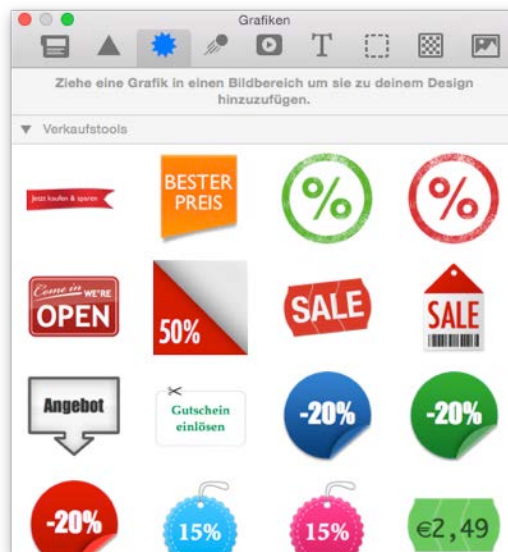 Grafiken
T
Ziehe eine Grafik in einen Bildbereich um sie zu deinem Design
hinzuzufügen.
Verkaufstools
Jetzt kaufen & sparen
BESTER
PREIS
%
%
Come in WE'RE
OPEN
50%
SALE
SALE
Angebot
Gutschein
einlösen
-20%
-20%
-20%
15%
15%
€2,49